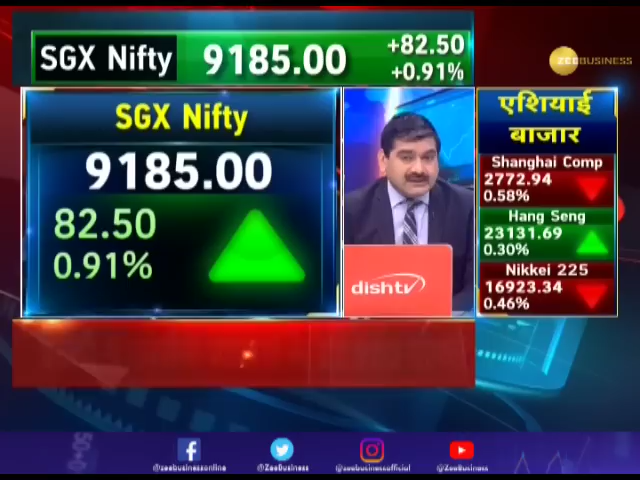 SGX Nifty 9185.00 +82.50
+0.91%
ZEEBUSINESS
SGX Nifty
9185.00
82.50
0.91%
dishtv
एशियाई
बाजार
Shanghai Comp
2772.94
0.58%
Hang Seng
23131.69
0.30%
Nikkei 225
16923.34
0.46%
@zeebusinessonline
@ZeeBusiness
@zeebusinessofficial
@ZeeBusiness